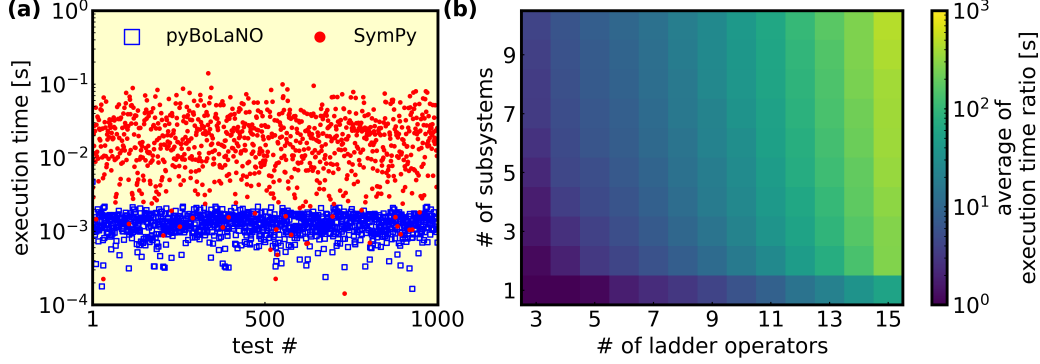 (a)
pyBoLaNO
SymPy
execution time [s]
10^0
10^−1
10^−2
10^−3
10^−4
1
500
1000
test #
(b)
# of subsystems
9
7
5
3
1
3
5
7
9
11
13
15
# of ladder operators
10^3
10^2
10^1
10^0
average of
execution time ratio [s]